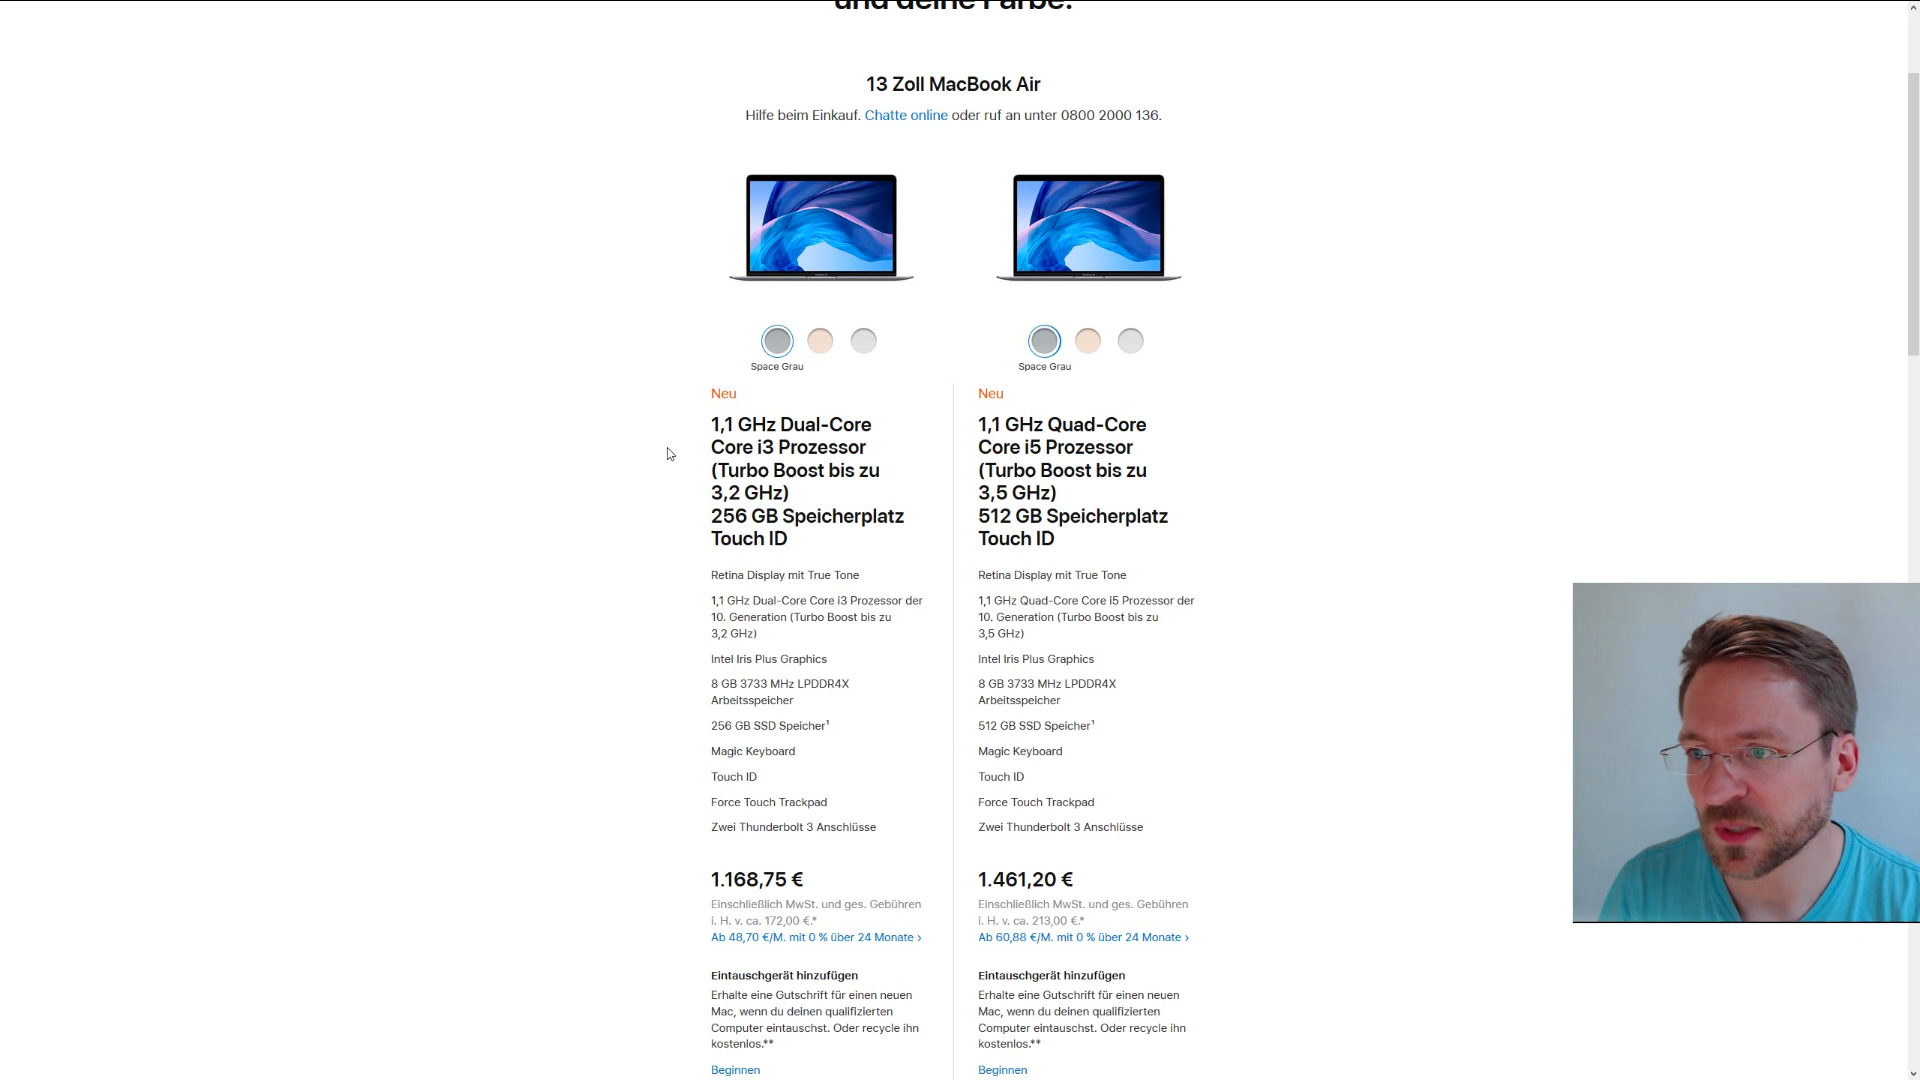 und deine Farbe.
13 Zoll MacBook Air
Hilfe beim Einkauf. Chatte online oder ruf an unter 0800 2000 136.
Space Grau
Neu
1,1 GHz Dual-Core
Core i3 Prozessor
(Turbo Boost bis zu
3,2 GHz)
256 GB Speicherplatz
Touch ID
Retina Display mit True Tone
1,1 GHz Dual-Core Core i3 Prozessor der
10. Generation (Turbo Boost bis zu
3,2 GHz)
Intel Iris Plus Graphics
8 GB 3733 MHz LPDDR4X
Arbeitsspeicher
256 GB SSD Speicher¹
Magic Keyboard
Touch ID
Force Touch Trackpad
Zwei Thunderbolt 3 Anschlüsse
1.168,75 €
Einschließlich MwSt. und ges. Gebühren
i. H. v. ca. 172,00 €.*
Ab 48,70 €/M. mit 0 % über 24 Monate ›
Eintauschgerät hinzufügen
Erhalte eine Gutschrift für einen neuen
Mac, wenn du deinen qualifizierten
Computer eintauschst. Oder recycle ihn
kostenlos.**
Beginnen
Space Grau
Neu
1,1 GHz Quad-Core
Core i5 Prozessor
(Turbo Boost bis zu
3,5 GHz)
512 GB Speicherplatz
Touch ID
Retina Display mit True Tone
1,1 GHz Quad-Core Core i5 Prozessor der
10. Generation (Turbo Boost bis zu
3,5 GHz)
Intel Iris Plus Graphics
8 GB 3733 MHz LPDDR4X
Arbeitsspeicher
512 GB SSD Speicher¹
Magic Keyboard
Touch ID
Force Touch Trackpad
Zwei Thunderbolt 3 Anschlüsse
1.461,20 €
Einschließlich MwSt. und ges. Gebühren
i. H. v. ca. 213,00 €.*
Ab 60,88 €/M. mit 0 % über 24 Monate ›
Eintauschgerät hinzufügen
Erhalte eine Gutschrift für einen neuen
Mac, wenn du deinen qualifizierten
Computer eintauschst. Oder recycle ihn
kostenlos.**
Beginnen